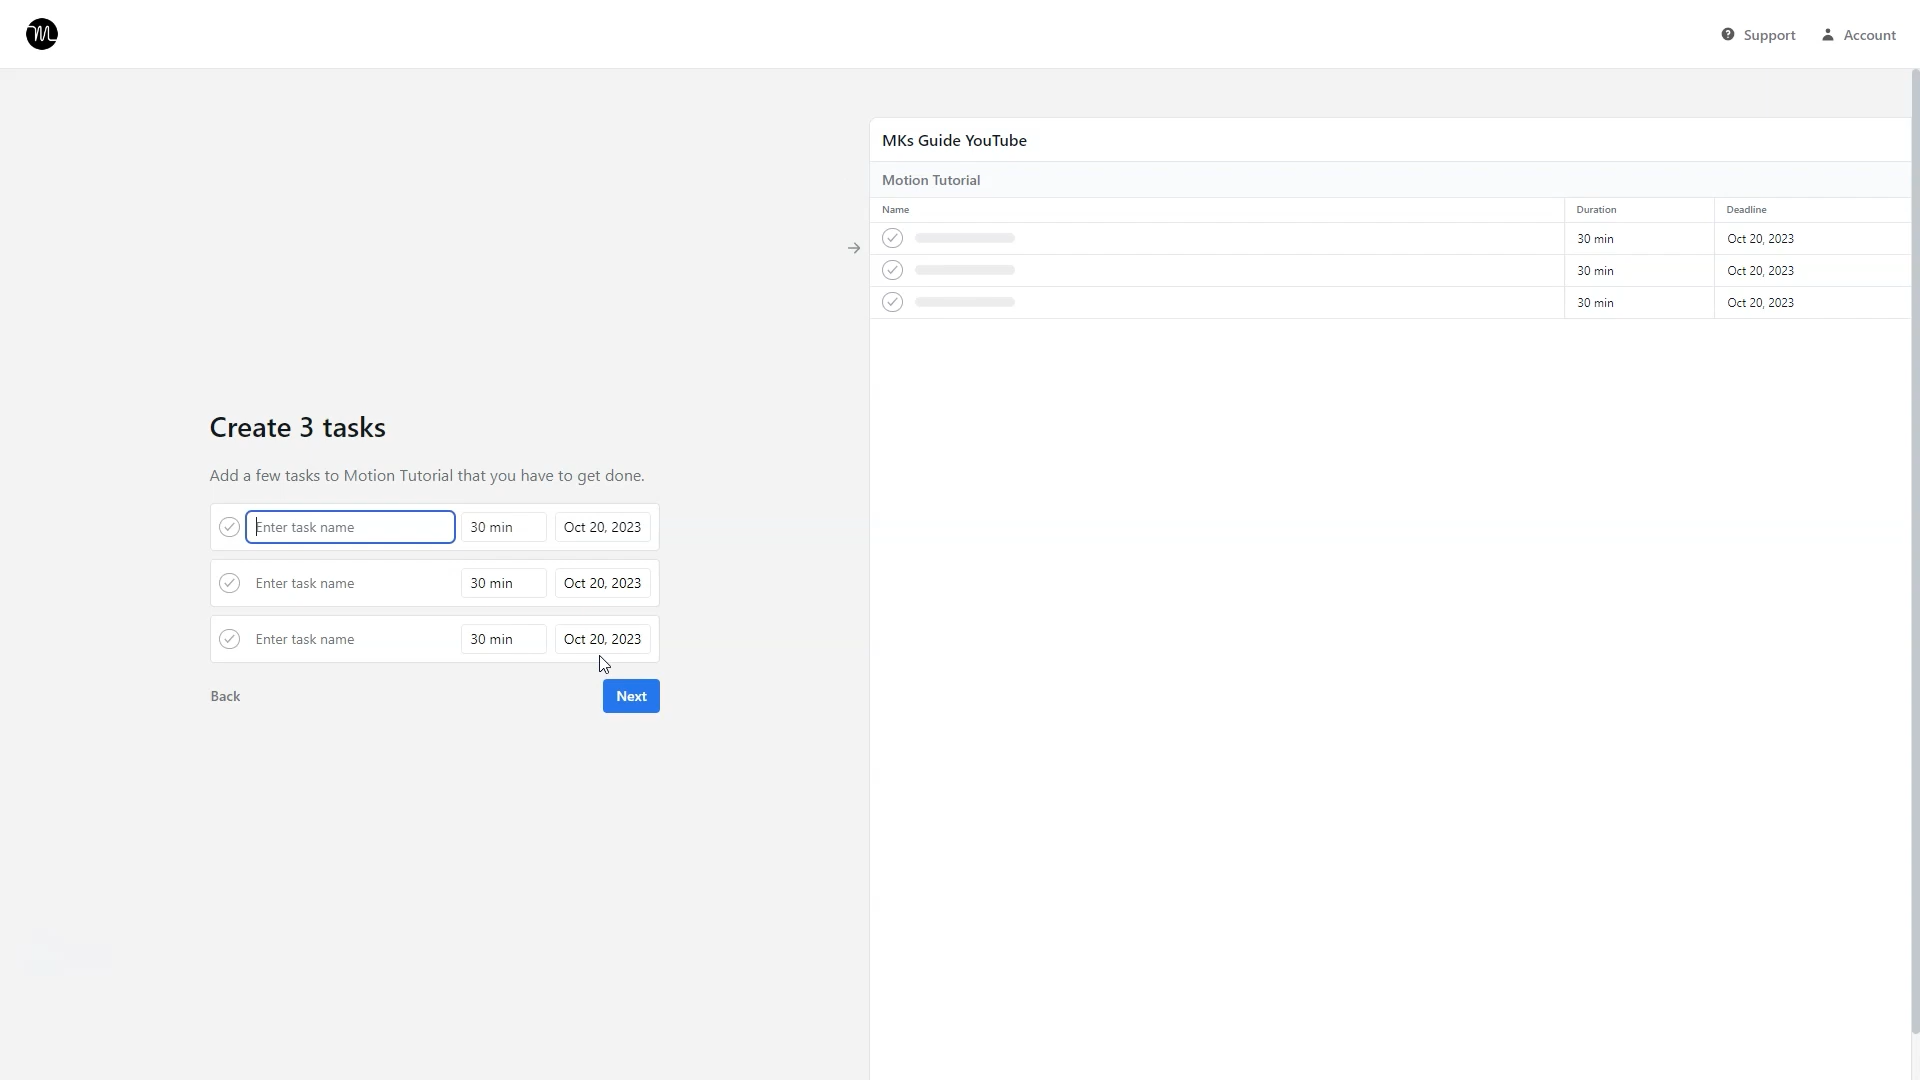 Support Account
MKs Guide YouTube
Motion Tutorial
Name Duration Deadline
30 min Oct 20, 2023
30 min Oct 20, 2023
30 min Oct 20, 2023
Create 3 tasks
Add a few tasks to Motion Tutorial that you have to get done.
Enter task name 30 min Oct 20, 2023
Enter task name 30 min Oct 20, 2023
Enter task name 30 min Oct 20, 2023
Back Next